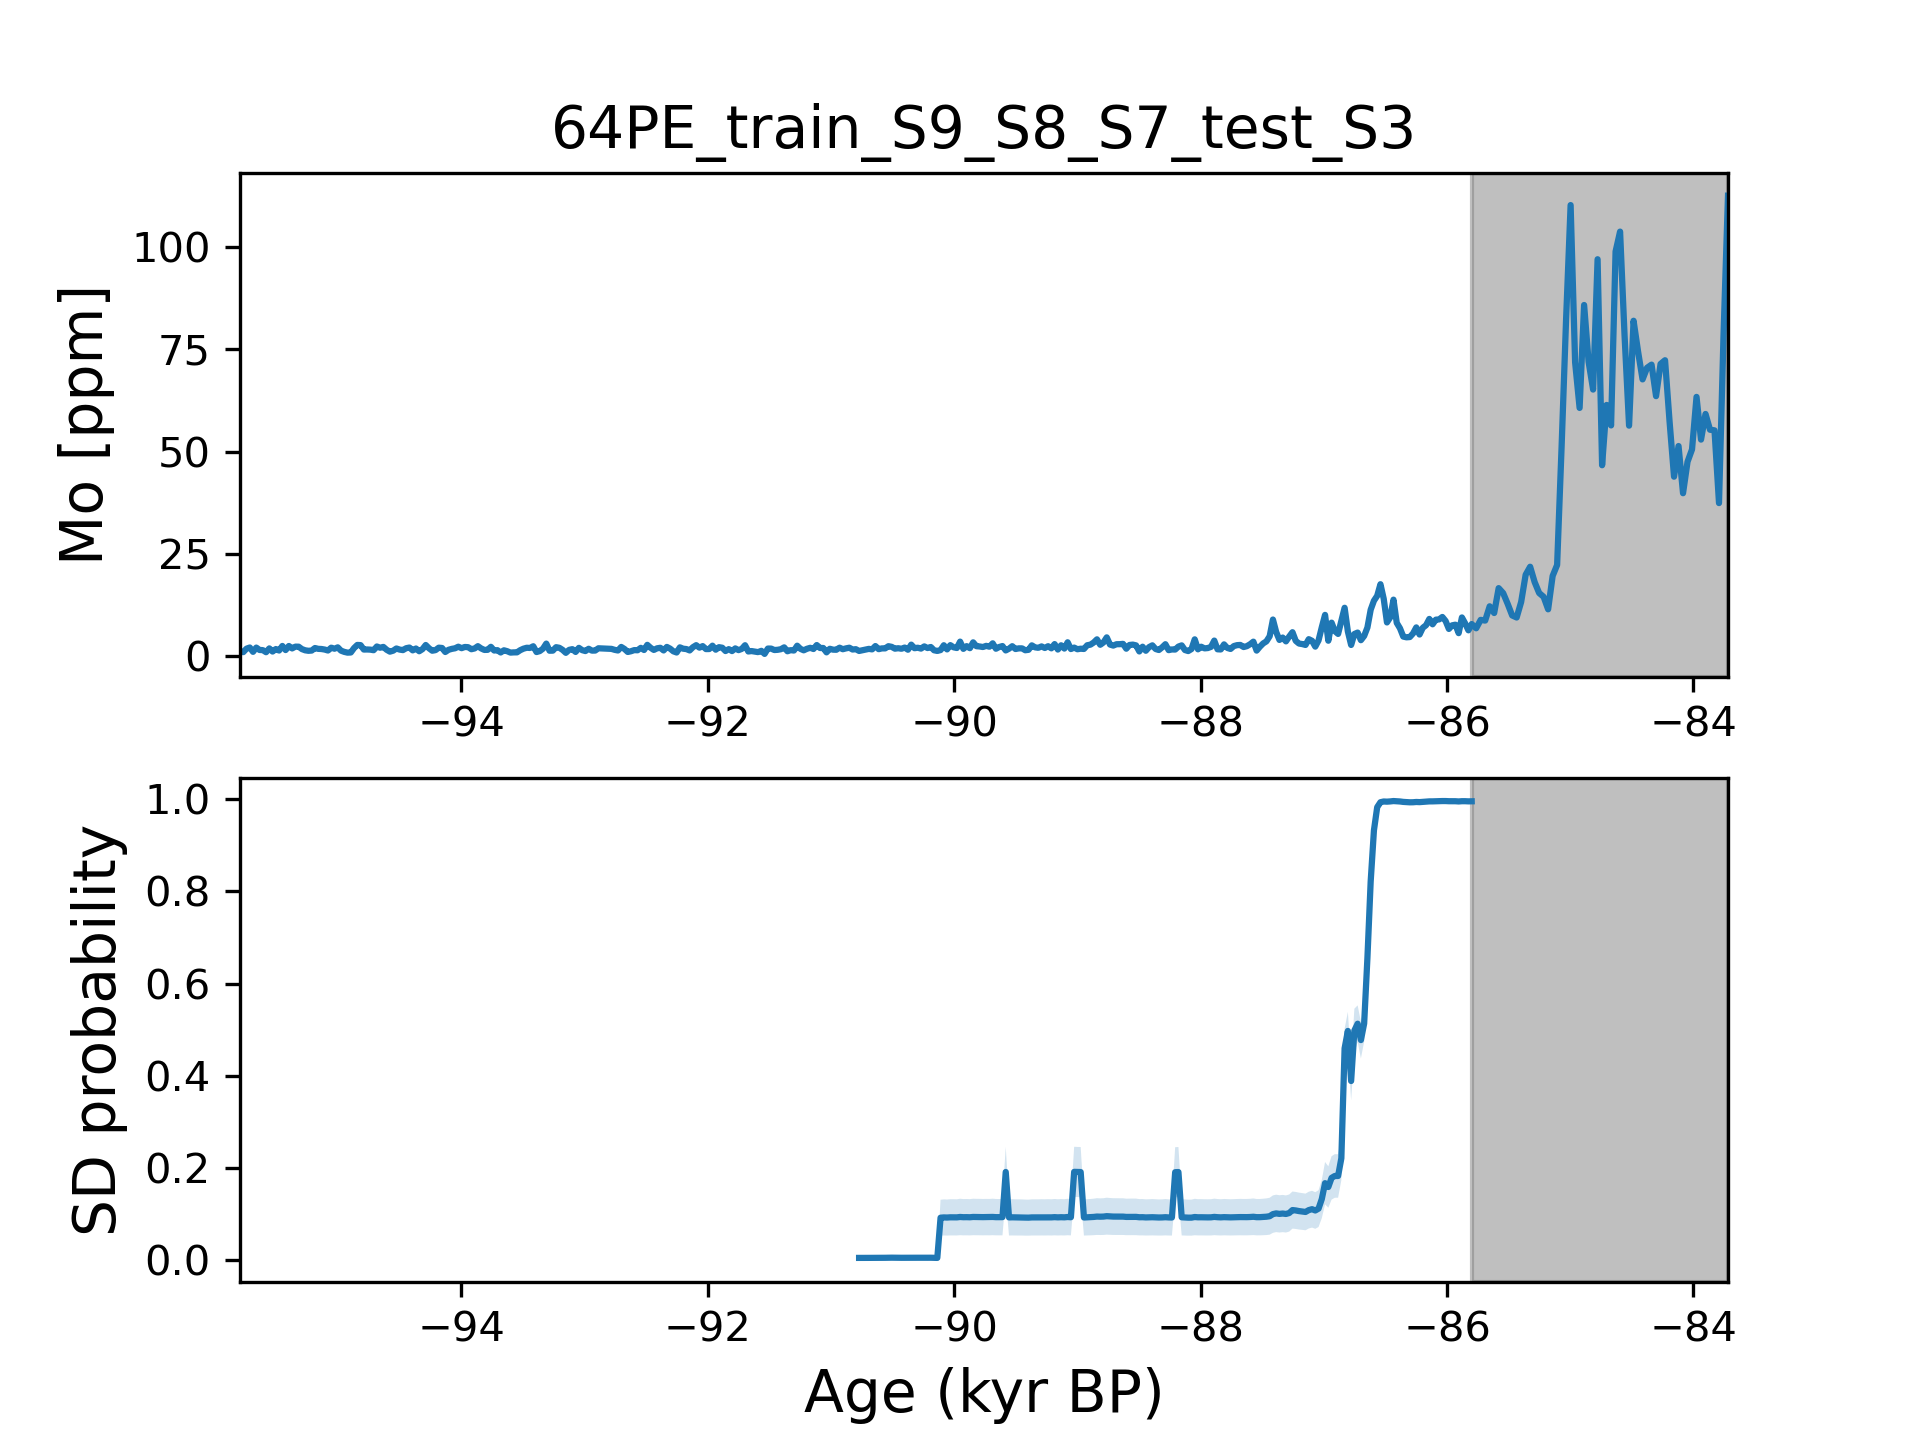 64PE_train_S9_S8_S7_test_S3
Mo [ppm]
100
75
50
25
0
−94 −92 −90 −88 −86 −84
SD probability
1.0
0.8
0.6
0.4
0.2
0.0
−94 −92 −90 −88 −86 −84
Age (kyr BP)